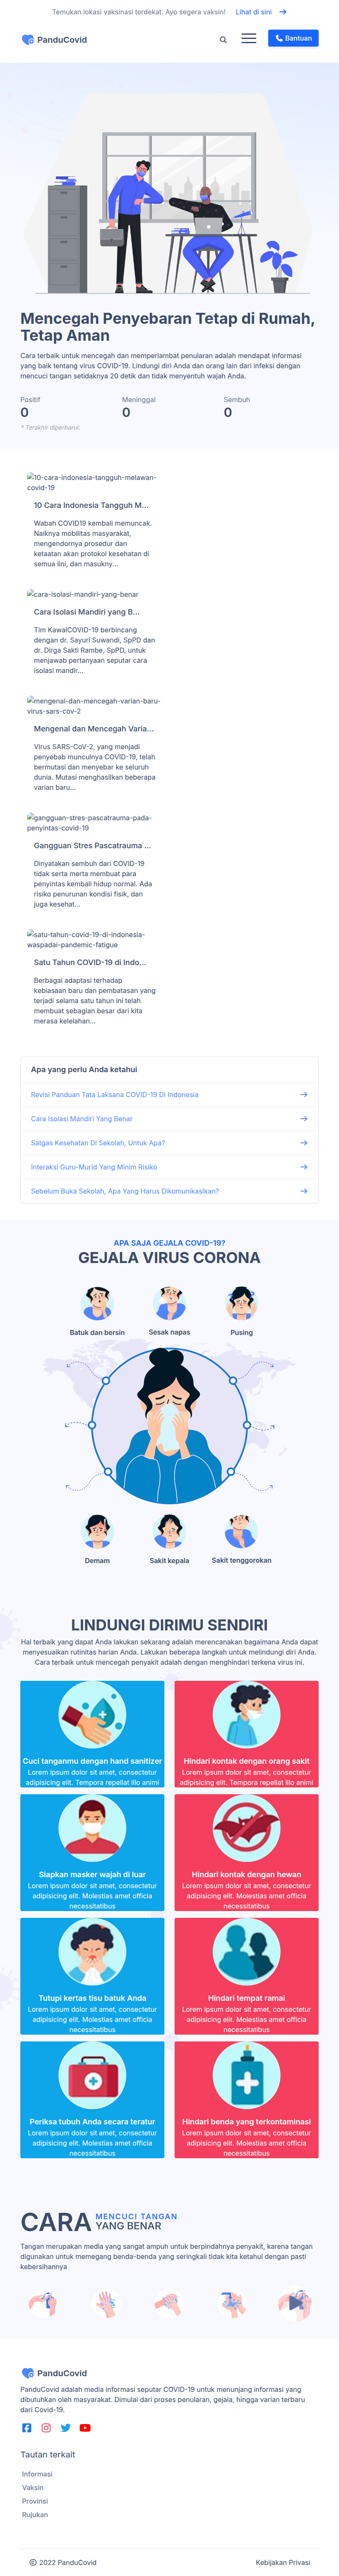 Temukan lokasi vaksinasi terdekat. Ayo segera vaksin! Lihat di sini
PanduCovid
Bantuan
Mencegah Penyebaran Tetap di Rumah,
Tetap Aman
Cara terbaik untuk mencegah dan memperlambat penularan adalah mendapat informasi
yang baik tentang virus COVID-19. Lindungi diri Anda dan orang lain dari infeksi dengan
mencuci tangan setidaknya 20 detik dan tidak menyentuh wajah Anda.
Positif Meninggal Sembuh
0 0 0
* Terakhir diperbarui:
10-cara-indonesia-tangguh-melawan-
covid-19
10 Cara Indonesia Tangguh M...
Wabah COVID19 kembali memuncak.
Naiknya mobilitas masyarakat,
mengendornya prosedur dan
ketaatan akan protokol kesehatan di
semua lini, dan masukny...
cara-isolasi-mandiri-yang-benar
Cara Isolasi Mandiri yang B...
Tim KawalCOVID-19 berbincang
dengan dr. Sayuri Suwandi, SpPD dan
dr. Dirga Sakti Rambe, SpPD, untuk
menjawab pertanyaan seputar cara
isolasi mandir...
mengenal-dan-mencegah-varian-baru-
virus-sars-cov-2
Mengenal dan Mencegah Varia...
Virus SARS-CoV-2, yang menjadi
penyebab munculnya COVID-19, telah
bermutasi dan menyebar ke seluruh
dunia. Mutasi menghasilkan beberapa
varian baru...
gangguan-stres-pascatrauma-pada-
penyintas-covid-19
Gangguan Stres Pascatrauma ...
Dinyatakan sembuh dari COVID-19
tidak serta merta membuat para
penyintas kembali hidup normal. Ada
risiko penurunan kondisi fisik, dan
juga kesehat...
satu-tahun-covid-19-di-indonesia-
waspadai-pandemic-fatigue
Satu Tahun COVID-19 di Indo...
Berbagai adaptasi terhadap
kebiasaan baru dan pembatasan yang
terjadi selama satu tahun ini telah
membuat sebagian besar dari kita
merasa kelelahan...
Apa yang perlu Anda ketahui
Revisi Panduan Tata Laksana COVID-19 Di Indonesia
Cara Isolasi Mandiri Yang Benar
Satgas Kesehatan Di Sekolah, Untuk Apa?
Interaksi Guru-Murid Yang Minim Risiko
Sebelum Buka Sekolah, Apa Yang Harus Dikomunikasikan?
APA SAJA GEJALA COVID-19?
GEJALA VIRUS CORONA
Batuk dan bersin Sesak napas Pusing
Demam Sakit kepala Sakit tenggorokan
LINDUNGI DIRIMU SENDIRI
Hal terbaik yang dapat Anda lakukan sekarang adalah merencanakan bagaimana Anda dapat
menyesuaikan rutinitas harian Anda. Lakukan beberapa langkah untuk melindungi diri Anda.
Cara terbaik untuk mencegah penyakit adalah dengan menghindari terkena virus ini.
Cuci tanganmu dengan hand sanitizer
Lorem ipsum dolor sit amet, consectetur
adipisicing elit. Tempora repellat illo animi
Hindari kontak dengan orang sakit
Lorem ipsum dolor sit amet, consectetur
adipisicing elit. Tempora repellat illo animi
Siapkan masker wajah di luar
Lorem ipsum dolor sit amet, consectetur
adipisicing elit. Molestias amet officia
necessitatibus
Hindari kontak dengan hewan
Lorem ipsum dolor sit amet, consectetur
adipisicing elit. Molestias amet officia
necessitatibus
Tutupi kertas tisu batuk Anda
Lorem ipsum dolor sit amet, consectetur
adipisicing elit. Molestias amet officia
necessitatibus
Hindari tempat ramai
Lorem ipsum dolor sit amet, consectetur
adipisicing elit. Molestias amet officia
necessitatibus
Periksa tubuh Anda secara teratur
Lorem ipsum dolor sit amet, consectetur
adipisicing elit. Molestias amet officia
necessitatibus
Hindari benda yang terkontaminasi
Lorem ipsum dolor sit amet, consectetur
adipisicing elit. Molestias amet officia
necessitatibus
CARA MENCUCI TANGAN
YANG BENAR
Tangan merupakan media yang sangat ampuh untuk berpindahnya penyakit, karena tangan
digunakan untuk memegang benda-benda yang seringkali tidak kita ketahui dengan pasti
kebersihannya
PanduCovid
PanduCovid adalah media informasi seputar COVID-19 untuk menunjang informasi yang
dibutuhkan oleh masyarakat. Dimulai dari proses penularan, gejala, hingga varian terbaru
dari Covid-19.
Tautan terkait
Informasi
Vaksin
Provinsi
Rujukan
© 2022 PanduCovid Kebijakan Privasi